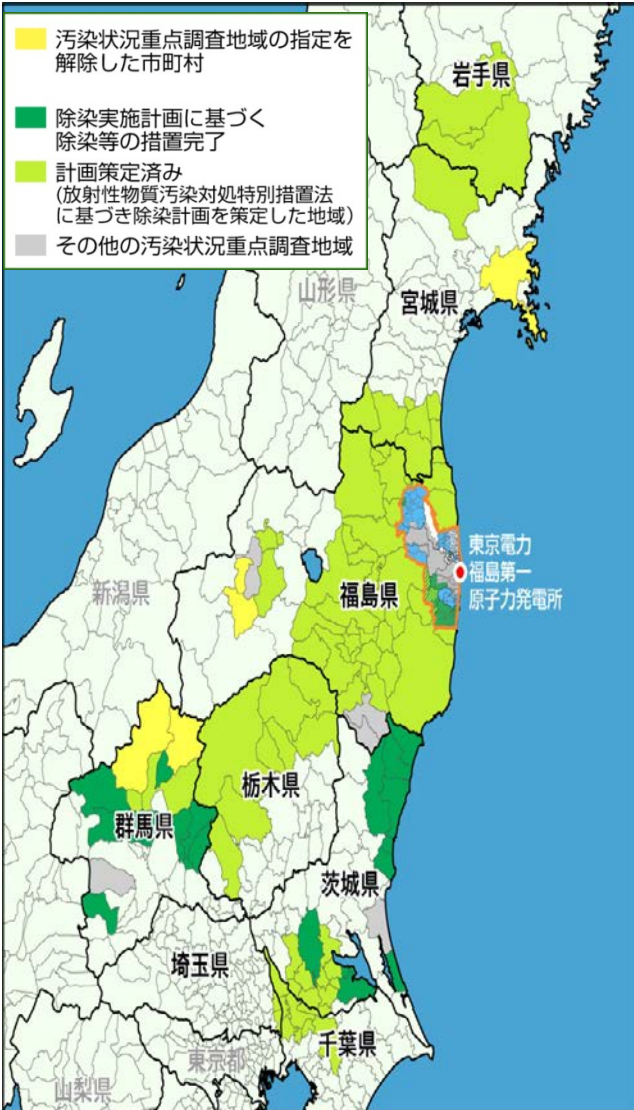 汚染状況重点調査地域の指定を
解除した市町村
除染実施計画に基づく
除染等の措置完了
計画策定済み
(放射性物質汚染対処特別措置法
に基づき除染計画を策定した地域)
その他の汚染状況重点調査地域
岩手県
山形県
宮城県
東京電力
福島第一
原子力発電所
新潟県
福島県
栃木県
群馬県
茨城県
埼玉県
千葉県
東京都
山梨県